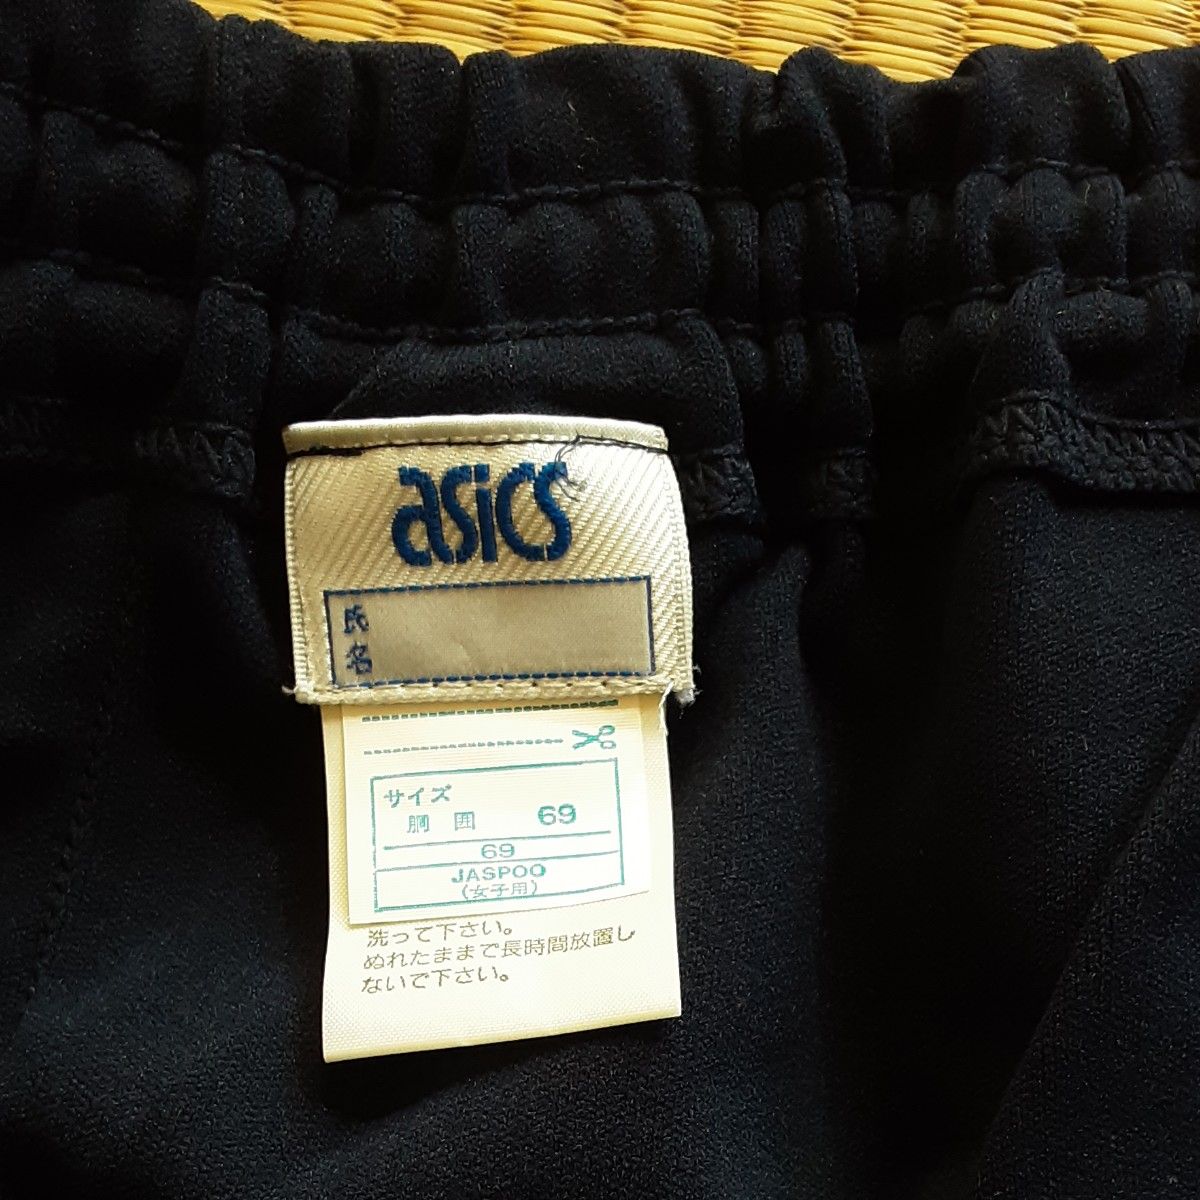 asics
氏名
サイズ
胴囲 69
69
JASPOO
(女子用)
洗って下さい。
ぬれたままで長時間放置し
ないで下さい。